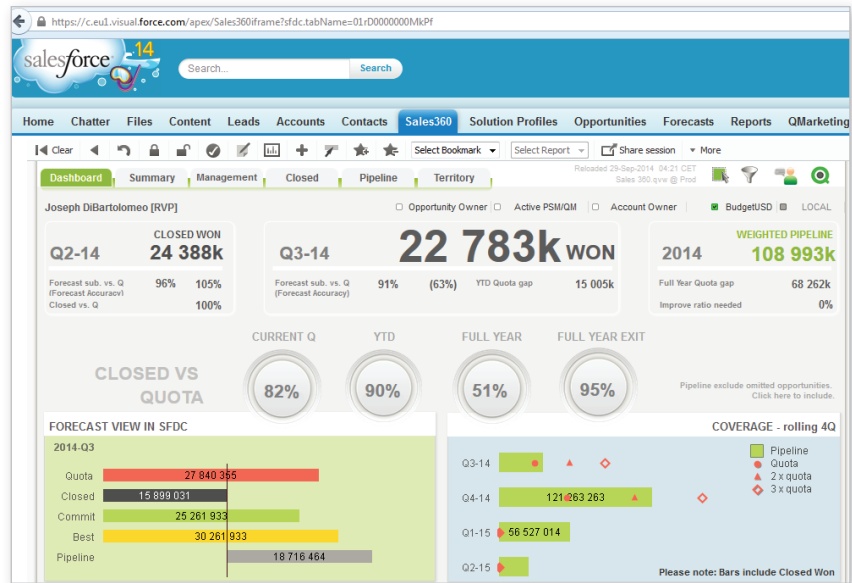 https://c.eu1.visual.force.com/apex/Sales360iframe?sfdc.tabName=01rD0000000MkPf
salesforce '14
Search... Search
Home Chatter Files Content Leads Accounts Contacts Sales360 Solution Profiles Opportunities Forecasts Reports QMarketing
Clear Select Bookmark Select Report Share session More
Dashboard Summary Management Closed Pipeline Territory
Reloaded 29-Sep-2014 04:21 CET
Sales 360.qvw @ Prod
Joseph DiBartolomeo [RVP] Opportunity Owner Active PSM/QM Account Owner BudgetUSD LOCAL
CLOSED WON
Q2-14 24 388k
Forecast sub. vs. Q 96% 105%
(Forecast Accuracy)
Closed vs. Q 100%
Q3-14 22 783k WON
Forecast sub. vs. Q 91% (63%) YTD Quota gap 15 005k
(Forecast Accuracy)
WEIGHTED PIPELINE
2014 108 993k
Full Year Quota gap 68 262k
Improve ratio needed 0%
CLOSED VS
QUOTA
CURRENT Q YTD FULL YEAR FULL YEAR EXIT
82% 90% 51% 95%
Pipeline exclude omitted opportunities.
Click here to include.
FORECAST VIEW IN SFDC
2014-Q3
Quota 27 840 355
Closed 15 899 031
Commit 25 261 933
Best 30 261 933
Pipeline 18 716 464
COVERAGE - rolling 4Q
Pipeline
Quota
2 x quota
3 x quota
Q3-14
Q4-14 121 263 263
Q1-15 56 527 014
Q2-15
Please note: Bars include Closed Won